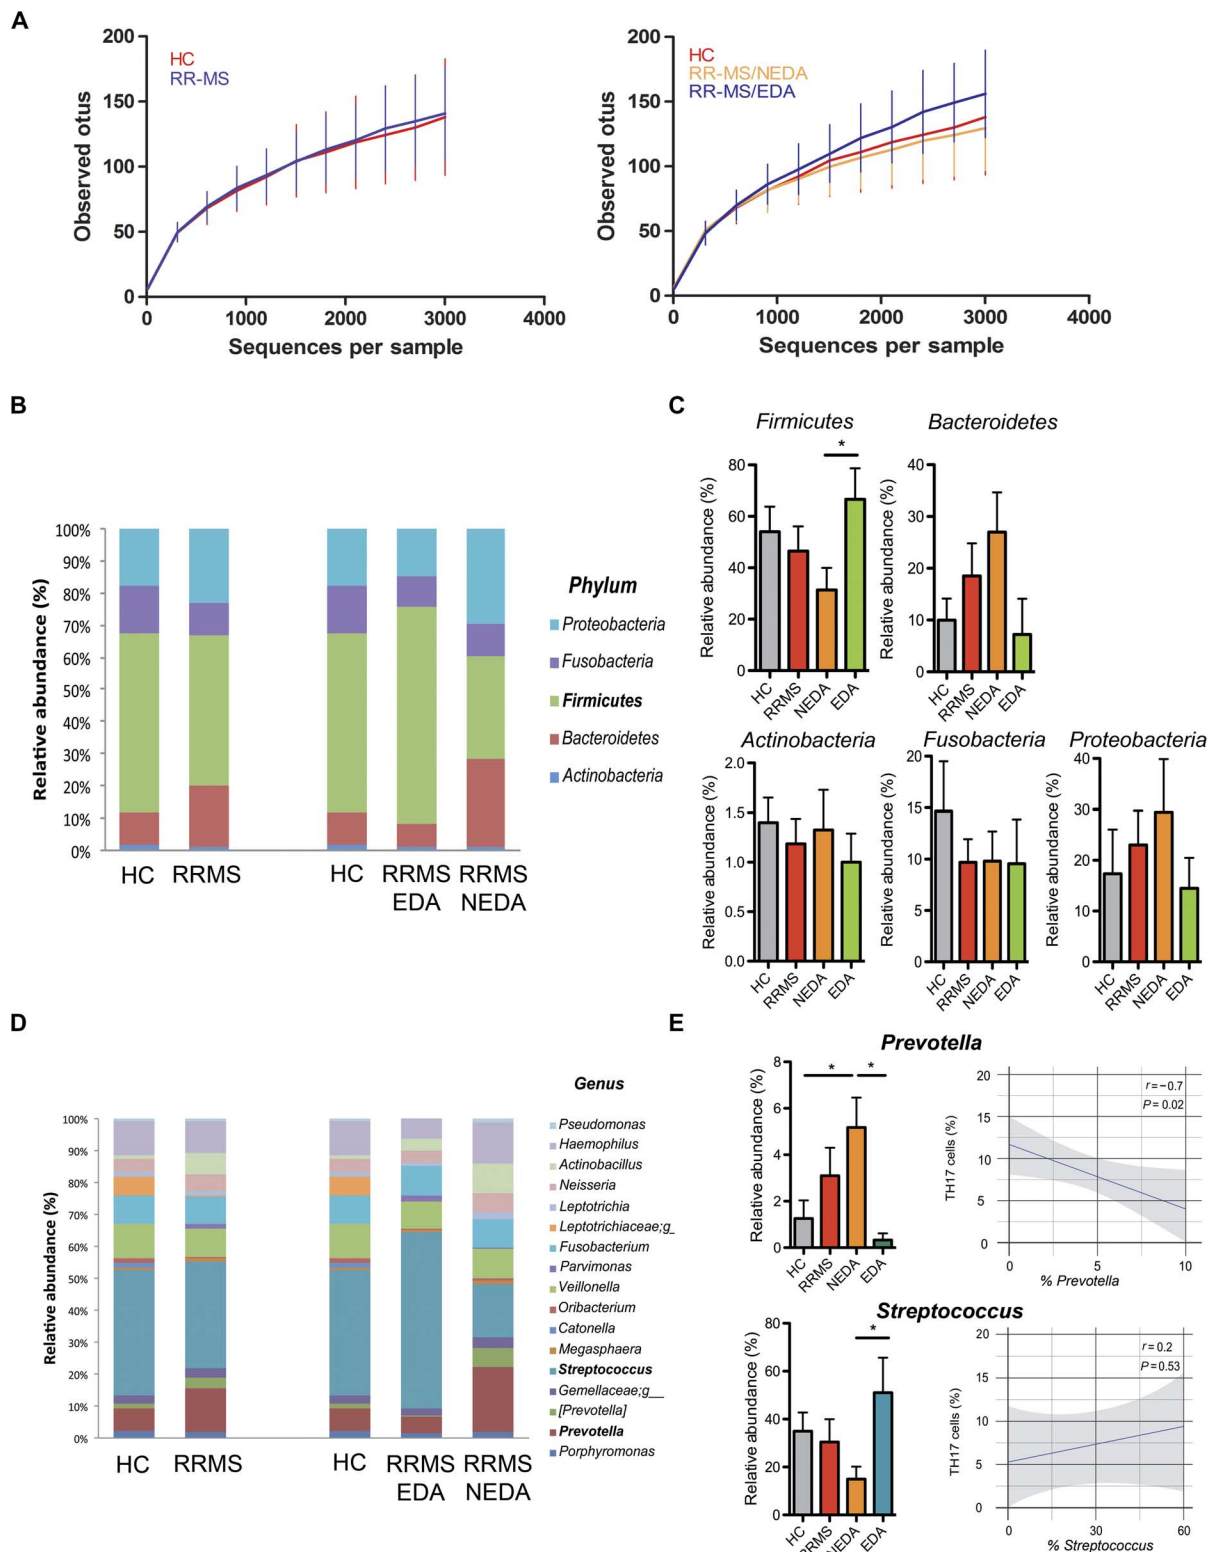 A
200
150
100
50
0
Observed otus
HC
RR-MS
0 1000 2000 3000 4000
Sequences per sample
200
150
100
50
0
Observed otus
HC
RR-MS/NEDA
RR-MS/EDA
0 1000 2000 3000 4000
Sequences per sample
B
Relative abundance (%)
100%
90%
80%
70%
60%
50%
40%
30%
20%
10%
0%
HC RRMS HC RRMS RRMS
EDA NEDA
Phylum
Proteobacteria
Fusobacteria
Firmicutes
Bacteroidetes
Actinobacteria
C
Firmicutes
Relative abundance (%)
80
60
40
20
0
*
HC RRMS NEDA EDA
Bacteroidetes
Relative abundance (%)
40
30
20
10
0
HC RRMS NEDA EDA
Actinobacteria
Relative abundance (%)
2.0
1.5
1.0
0.5
0.0
HC RRMS NEDA EDA
Fusobacteria
Relative abundance (%)
20
15
10
5
0
HC RRMS NEDA EDA
Proteobacteria
Relative abundance (%)
40
30
20
10
0
HC RRMS NEDA EDA
D
Relative abundance (%)
100%
90%
80%
70%
60%
50%
40%
30%
20%
10%
0%
HC RRMS HC RRMS RRMS
EDA NEDA
Genus
Pseudomonas
Haemophilus
Actinobacillus
Neisseria
Leptotrichia
Leptotrichiaceae;g_
Fusobacterium
Parvimonas
Veillonella
Oribacterium
Catonella
Megasphaera
Streptococcus
Gemellaceae;g__
[Prevotella]
Prevotella
Porphyromonas
E
Prevotella
Relative abundance (%)
8
6
4
2
0
* *
HC RRMS NEDA EDA
TH17 cells (%)
20
15
10
5
0
r=−0.7
P=0.02
0 5 10
% Prevotella
Streptococcus
Relative abundance (%)
80
60
40
20
0
*
HC RRMS NEDA EDA
TH17 cells (%)
20
15
10
5
0
r=0.2
P=0.53
0 30 60
% Streptococcus